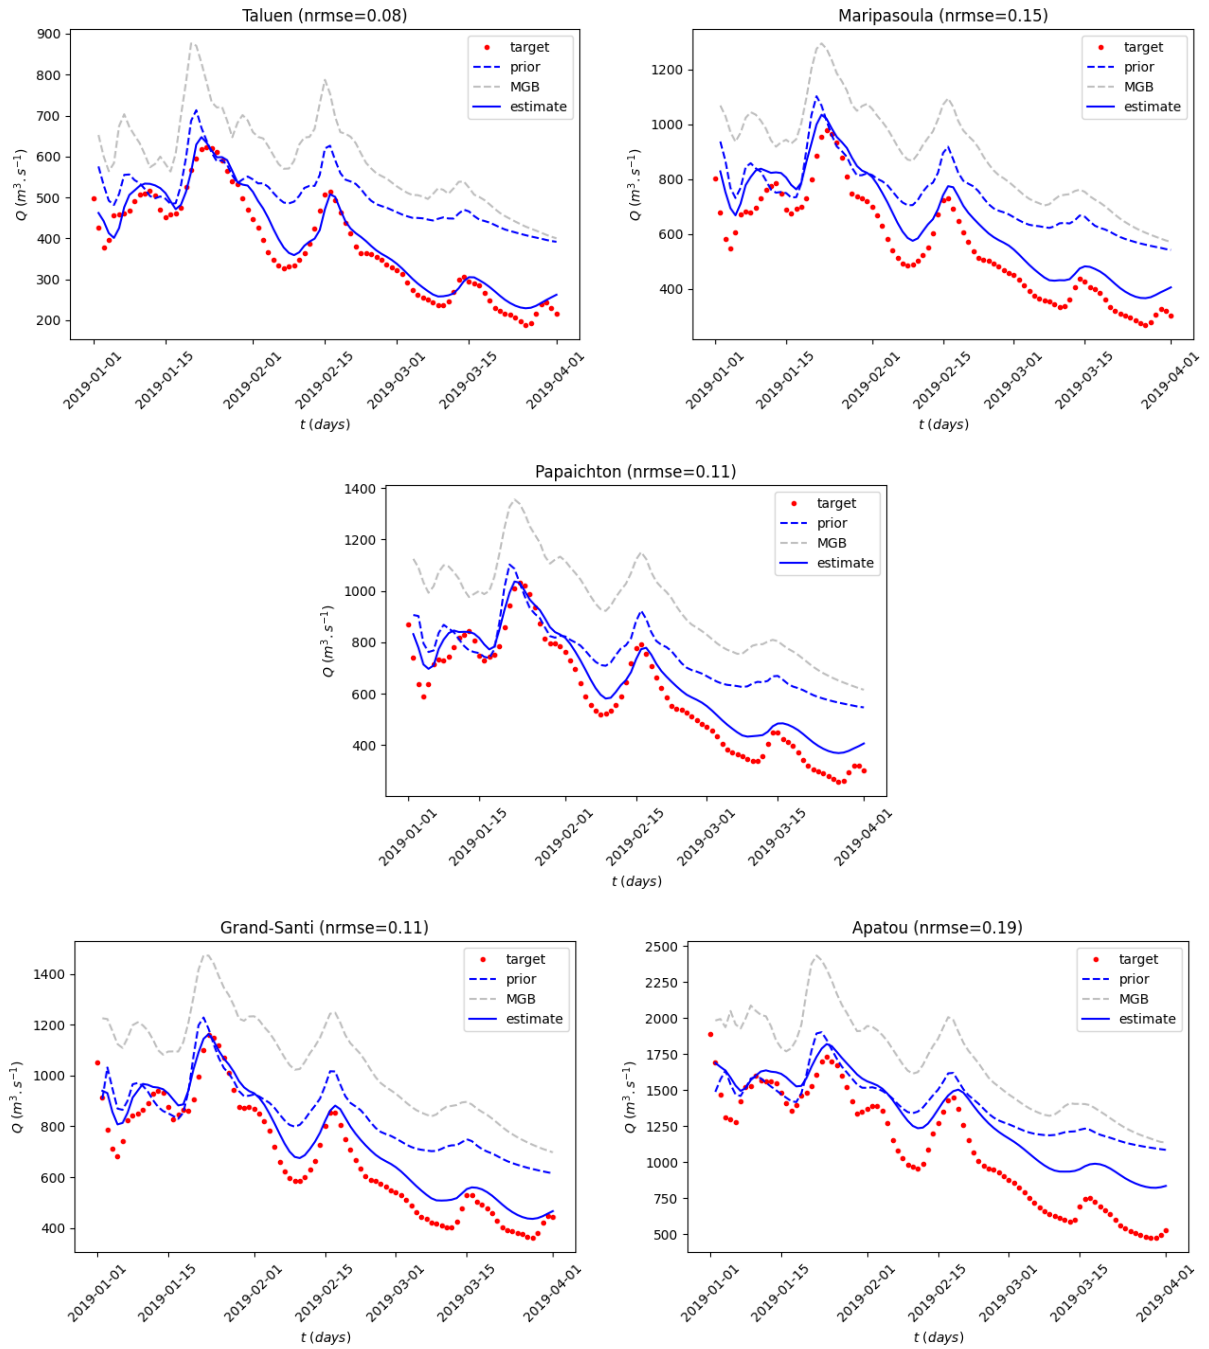 Taluen (nrmse=0.08)
900
800
700
600
500
400
300
200
Q (m³.s⁻¹)
target
prior
MGB
estimate
2019-01-01
2019-01-15
2019-02-01
2019-02-15
2019-03-01
2019-03-15
2019-04-01
t (days)
Maripasoula (nrmse=0.15)
1200
1000
800
600
400
Q (m³.s⁻¹)
target
prior
MGB
estimate
2019-01-01
2019-01-15
2019-02-01
2019-02-15
2019-03-01
2019-03-15
2019-04-01
t (days)
Papaichton (nrmse=0.11)
1400
1200
1000
800
600
400
Q (m³.s⁻¹)
target
prior
MGB
estimate
2019-01-01
2019-01-15
2019-02-01
2019-02-15
2019-03-01
2019-03-15
2019-04-01
t (days)
Grand-Santi (nrmse=0.11)
1400
1200
1000
800
600
400
Q (m³.s⁻¹)
target
prior
MGB
estimate
2019-01-01
2019-01-15
2019-02-01
2019-02-15
2019-03-01
2019-03-15
2019-04-01
t (days)
Apatou (nrmse=0.19)
2500
2250
2000
1750
1500
1250
1000
750
500
Q (m³.s⁻¹)
target
prior
MGB
estimate
2019-01-01
2019-01-15
2019-02-01
2019-02-15
2019-03-01
2019-03-15
2019-04-01
t (days)